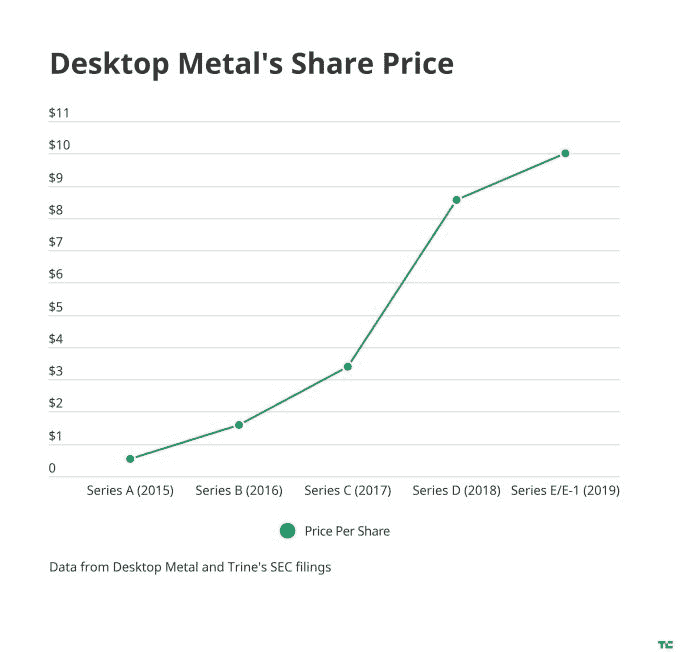 Desktop Metal's Share Price
$11
$10
$9
$8
$7
$6
$5
$4
$3
$2
$1
0
Series A (2015) Series B (2016) Series C (2017) Series D (2018) Series E/E-1 (2019)
Price Per Share
Data from Desktop Metal and Trine's SEC filings
TC